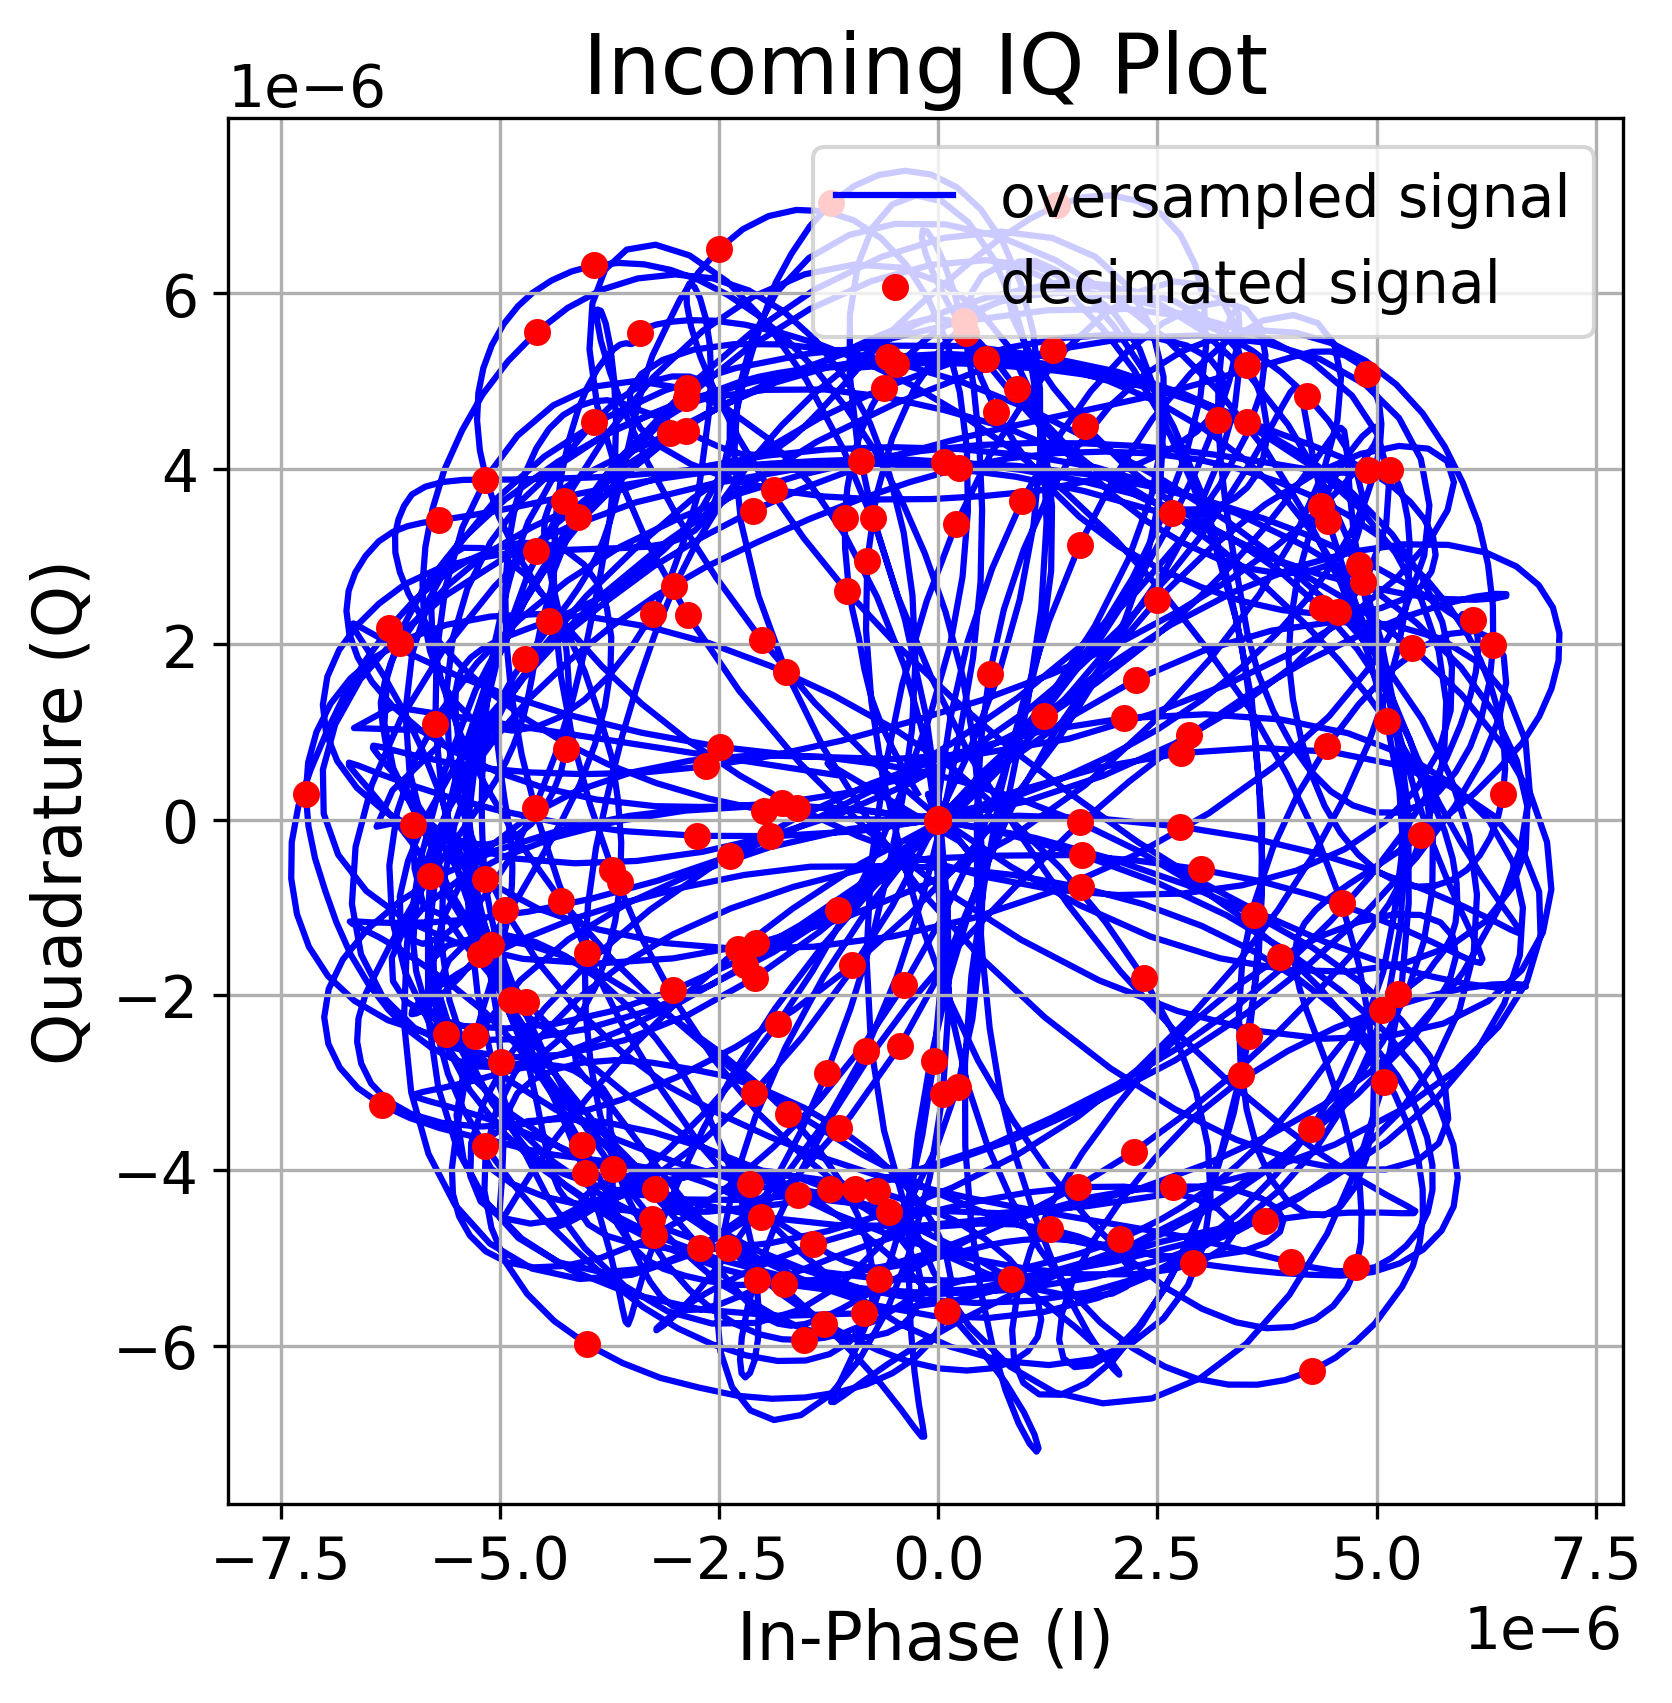 Incoming IQ Plot
1e−6
oversampled signal
decimated signal
6
4
2
0
−2
−4
−6
Quadrature (Q)
−7.5 −5.0 −2.5 0.0 2.5 5.0 7.5
1e−6
In-Phase (I)